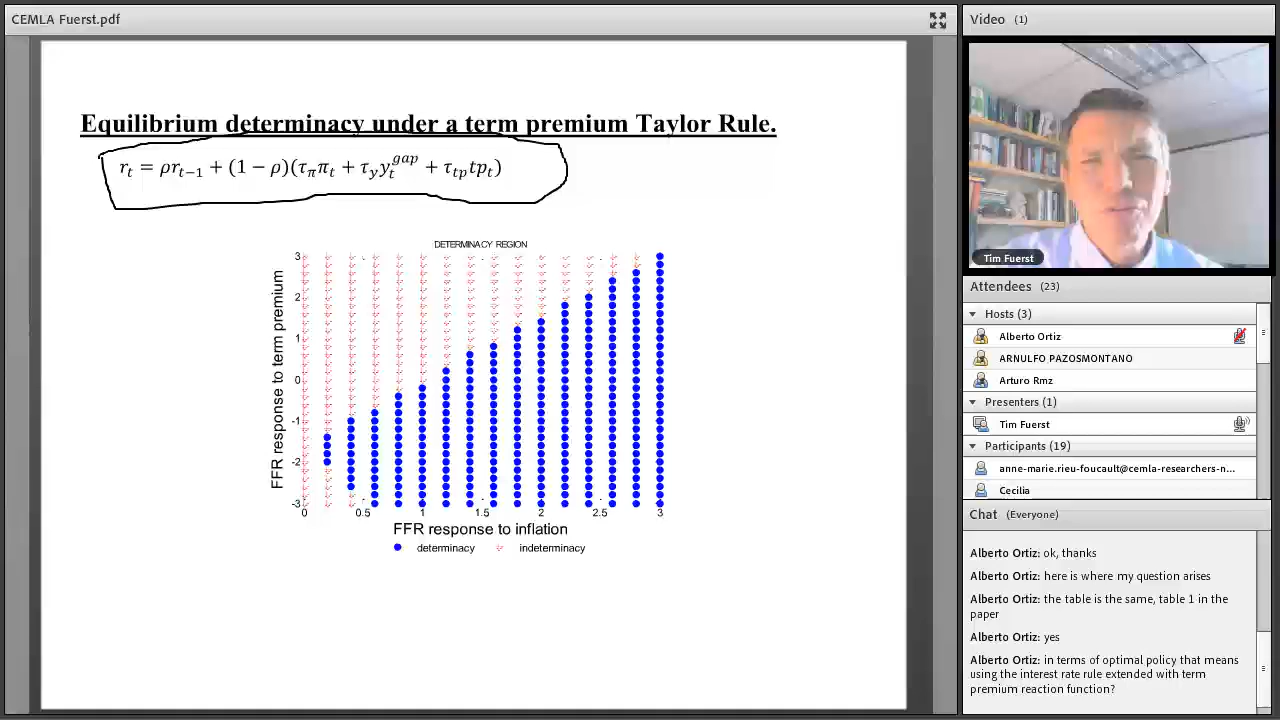 CEMLA Fuerst.pdf
Equilibrium determinacy under a term premium Taylor Rule.
r_t = ρr_{t−1} + (1 − ρ)(τ_π π_t + τ_y y_t^{gap} + τ_{tp} tp_t)
DETERMINACY REGION
FFR response to term premium
3
2
1
0
-1
-2
-3
0 0.5 1 1.5 2 2.5 3
FFR response to inflation
determinacy indeterminacy
Video (1)
Tim Fuerst
Attendees (23)
Hosts (3)
Alberto Ortiz
ARNULFO PAZOSMONTANO
Arturo Rmz
Presenters (1)
Tim Fuerst
Participants (19)
anne-marie.rieu-foucault@cemla-researchers-n...
Cecilia
Chat (Everyone)
Alberto Ortiz: ok, thanks
Alberto Ortiz: here is where my question arises
Alberto Ortiz: the table is the same, table 1 in the
paper
Alberto Ortiz: yes
Alberto Ortiz: in terms of optimal policy that means
using the interest rate rule extended with term
premium reaction function?